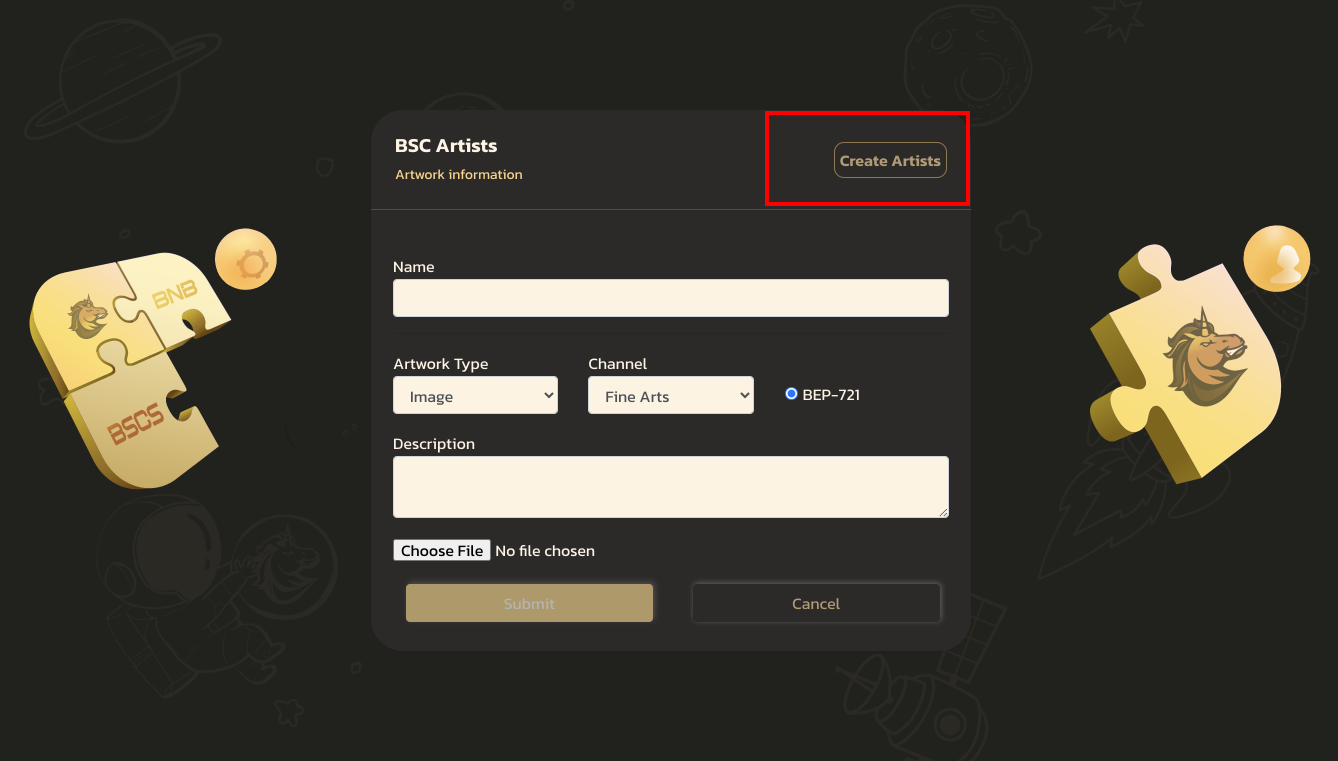 BSC Artists
Create Artists
Artwork information
BNB
BSCS
Name
Artwork Type
Channel
Image
Fine Arts
BEP-721
Description
Choose File No file chosen
Submit
Cancel